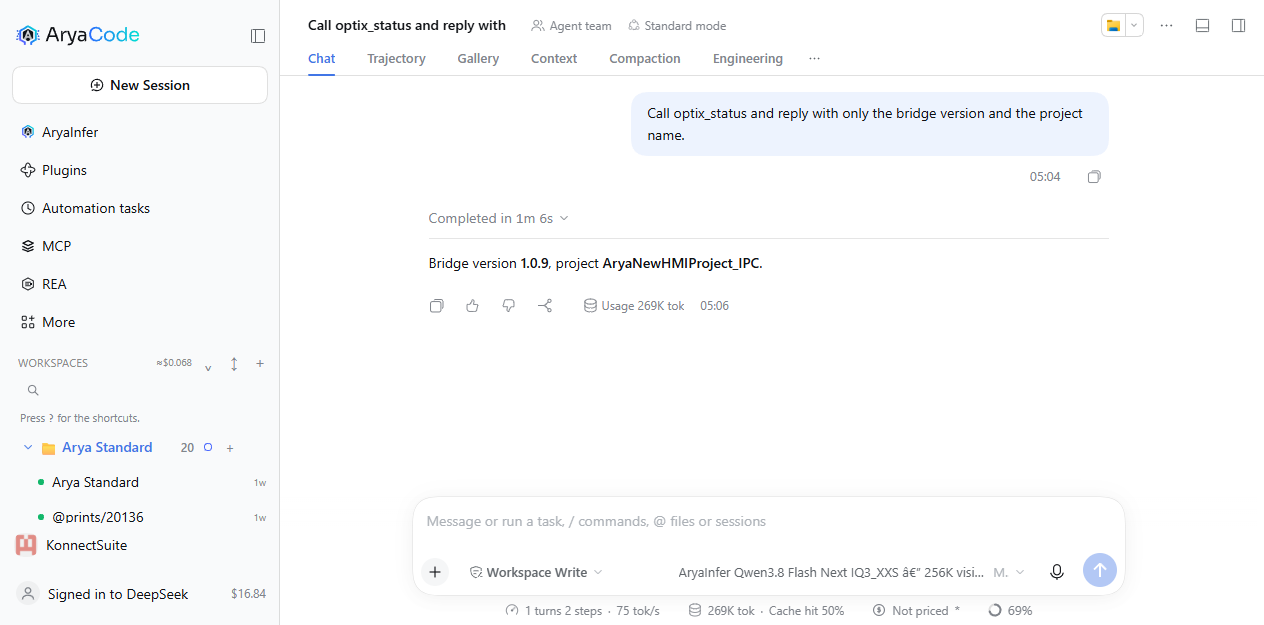 AryaCode
New Session
AryaInfer
Plugins
Automation tasks
MCP
REA
More
WORKSPACES ≈$0.068
Press ? for the shortcuts.
Arya Standard 20
Arya Standard 1w
@prints/20136 1w
KonnectSuite
Signed in to DeepSeek $16.84
Call optix_status and reply with Agent team Standard mode
Chat Trajectory Gallery Context Compaction Engineering ...
Call optix_status and reply with only the bridge version and the project
name.
05:04
Completed in 1m 6s
Bridge version 1.0.9, project AryaNewHMIProject_IPC.
Usage 269K tok 05:06
Message or run a task, / commands, @ files or sessions
Workspace Write AryaInfer Qwen3.8 Flash Next IQ3_XXS â€” 256K visi... M.
1 turns 2 steps · 75 tok/s 269K tok · Cache hit 50% Not priced * 69%